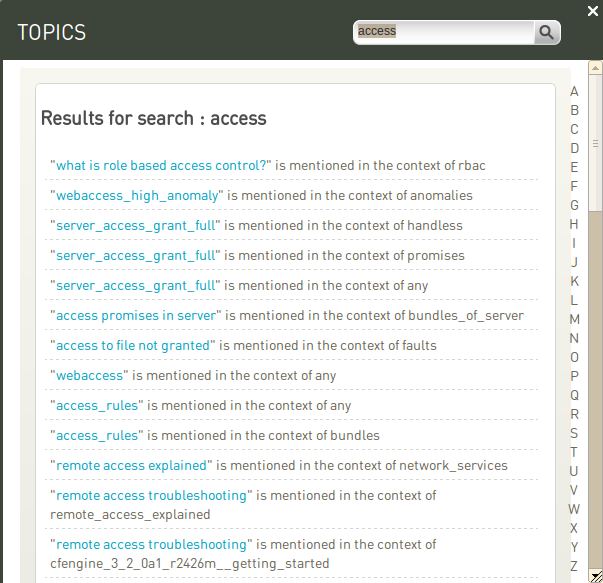 TOPICS
access
Results for search : access
"what is role based access control?" is mentioned in the context of rbac
"webaccess_high_anomaly" is mentioned in the context of anomalies
"server_access_grant_full" is mentioned in the context of handless
"server_access_grant_full" is mentioned in the context of promises
"server_access_grant_full" is mentioned in the context of any
"access promises in server" is mentioned in the context of bundles_of_server
"access to file not granted" is mentioned in the context of faults
"webaccess" is mentioned in the context of any
"access_rules" is mentioned in the context of any
"access_rules" is mentioned in the context of bundles
"remote access explained" is mentioned in the context of network_services
"remote access troubleshooting" is mentioned in the context of
remote_access_explained
"remote access troubleshooting" is mentioned in the context of
cfengine_3_2_0a1_r2426m__getting_started
A
B
C
D
E
F
G
H
I
J
K
L
M
N
O
P
Q
R
S
T
U
V
W
X
Y
Z